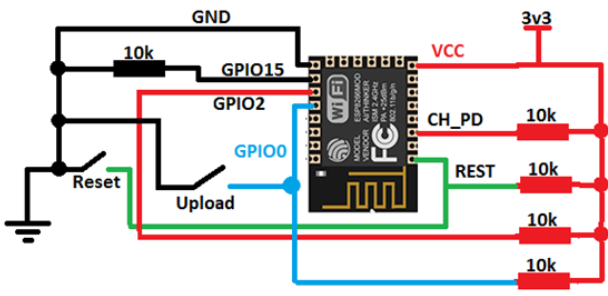 GND
3v3
10k
VCC
GPIO15
GPIO2
WiFi
ESP8266MOD
AI-THINKER
ISM 2.4GHz
PA +25dBm
802.11b/g/n
MODEL
VENDOR
FC
CH_PD
10k
GPIO0
REST
10k
Reset
Upload
10k
10k